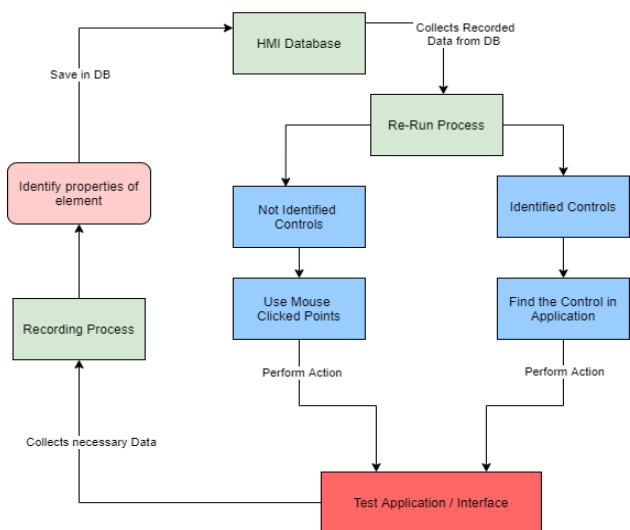 HMI Database
Collects Recorded
Data from DB
Save in DB
Re-Run Process
Identify properties of
element
Not Identified
Controls
Identified Controls
Use Mouse
Clicked Points
Find the Control in
Application
Recording Process
Perform Action
Perform Action
Collects necessary Data
Test Application / Interface